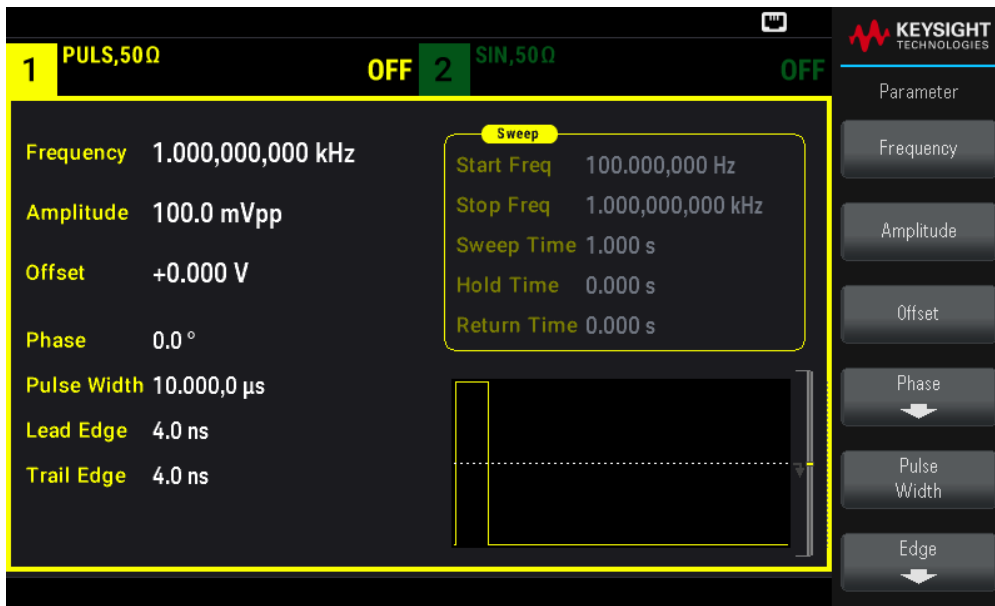 KEYSIGHT
TECHNOLOGIES
1 PULS,50Ω OFF
2 SIN,50Ω OFF
Frequency 1.000,000,000 kHz
Amplitude 100.0 mVpp
Offset +0.000 V
Phase 0.0 °
Pulse Width 10.000,0 µs
Lead Edge 4.0 ns
Trail Edge 4.0 ns
Sweep
Start Freq 100.000,000 Hz
Stop Freq 1.000,000,000 kHz
Sweep Time 1.000 s
Hold Time 0.000 s
Return Time 0.000 s
Parameter
Frequency
Amplitude
Offset
Phase
Pulse
Width
Edge